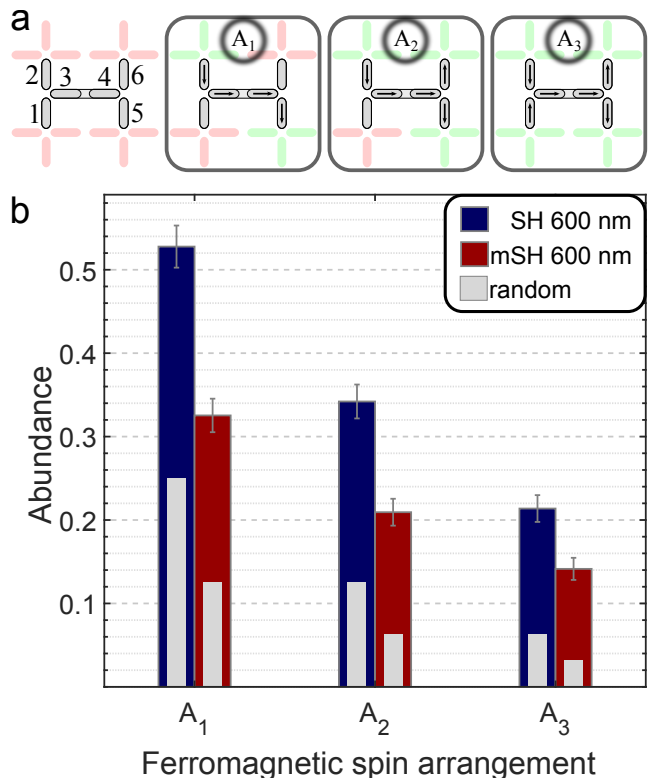 a
A1
A2
A3
2 3 4 6
1 5
b
SH 600 nm
mSH 600 nm
random
0.5
0.4
0.3
0.2
0.1
Abundance
A1 A2 A3
Ferromagnetic spin arrangement